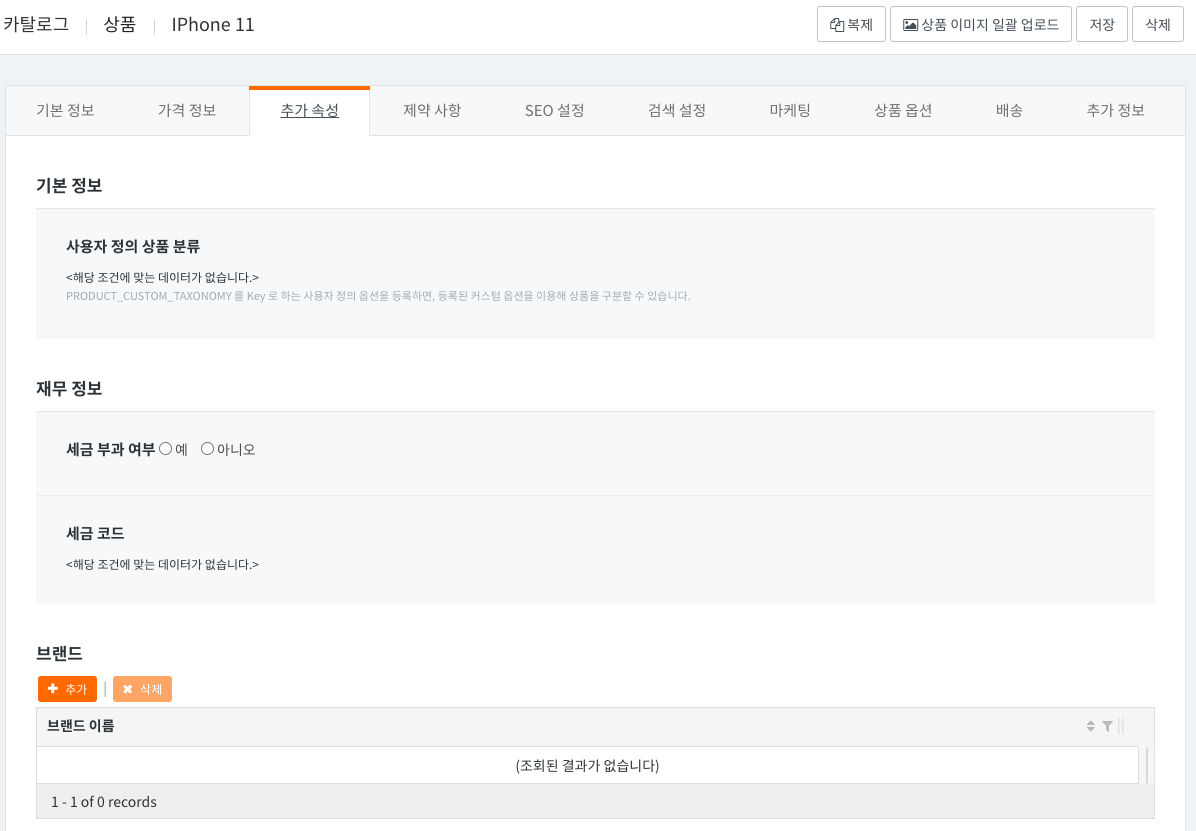 카탈로그 상품 IPhone 11 복제 상품 이미지 일괄 업로드 저장 삭제
기본 정보 가격 정보 추가 속성 제약 사항 SEO 설정 검색 설정 마케팅 상품 옵션 배송 추가 정보
기본 정보
사용자 정의 상품 분류
<해당 조건에 맞는 데이터가 없습니다.>
PRODUCT_CUSTOM_TAXONOMY 를 Key 로 하는 사용자 정의 옵션을 등록하면, 등록된 커스텀 옵션을 이용해 상품을 구분할 수 있습니다.
재무 정보
세금 부과 여부 예 아니오
세금 코드
<해당 조건에 맞는 데이터가 없습니다.>
브랜드
추가 | 삭제
브랜드 이름
(조회된 결과가 없습니다)
1 - 1 of 0 records